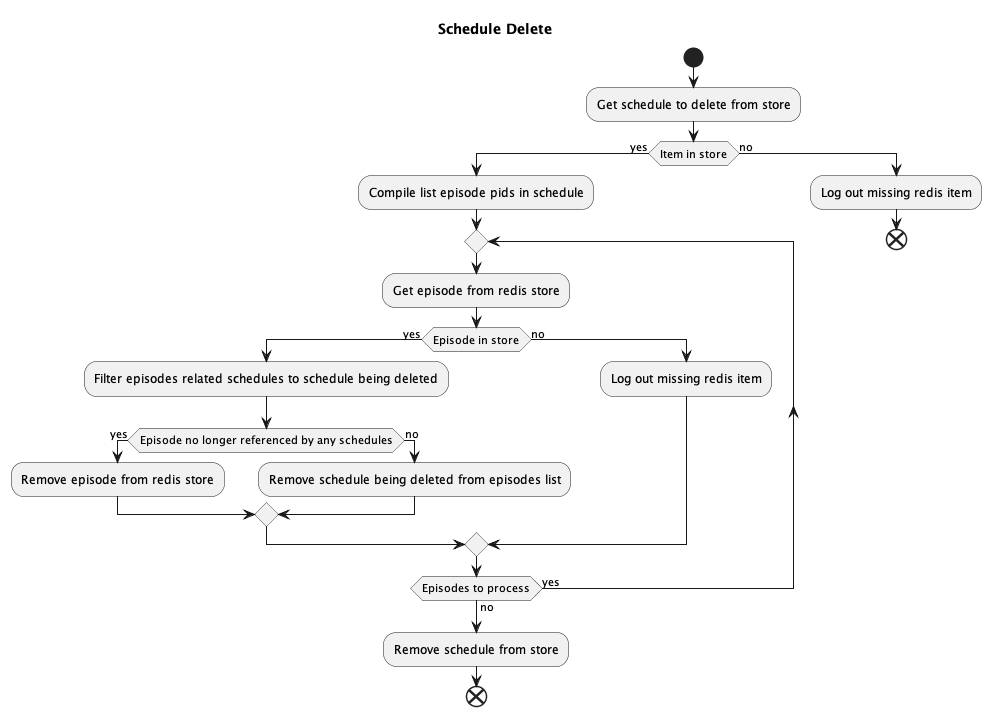 Schedule Delete
Get schedule to delete from store
yes
Item in store
no
Compile list episode pids in schedule
Log out missing redis item
Get episode from redis store
yes
Episode in store
no
Filter episodes related schedules to schedule being deleted
Log out missing redis item
yes
Episode no longer referenced by any schedules
no
Remove episode from redis store
Remove schedule being deleted from episodes list
Episodes to process
yes
no
Remove schedule from store